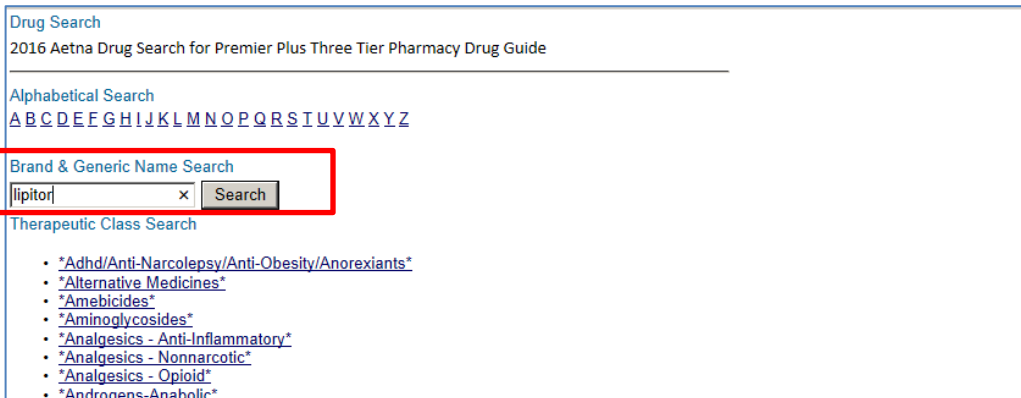 Drug Search
2016 Aetna Drug Search for Premier Plus Three Tier Pharmacy Drug Guide
Alphabetical Search
A B C D E F G H I J K L M N O P Q R S T U V W X Y Z
Brand & Generic Name Search
lipitor × Search
Therapeutic Class Search
• *Adhd/Anti-Narcolepsy/Anti-Obesity/Anorexiants*
• *Alternative Medicines*
• *Amebicides*
• *Aminoglycosides*
• *Analgesics - Anti-Inflammatory*
• *Analgesics - Nonnarcotic*
• *Analgesics - Opioid*
• *Androgens-Anabolic*